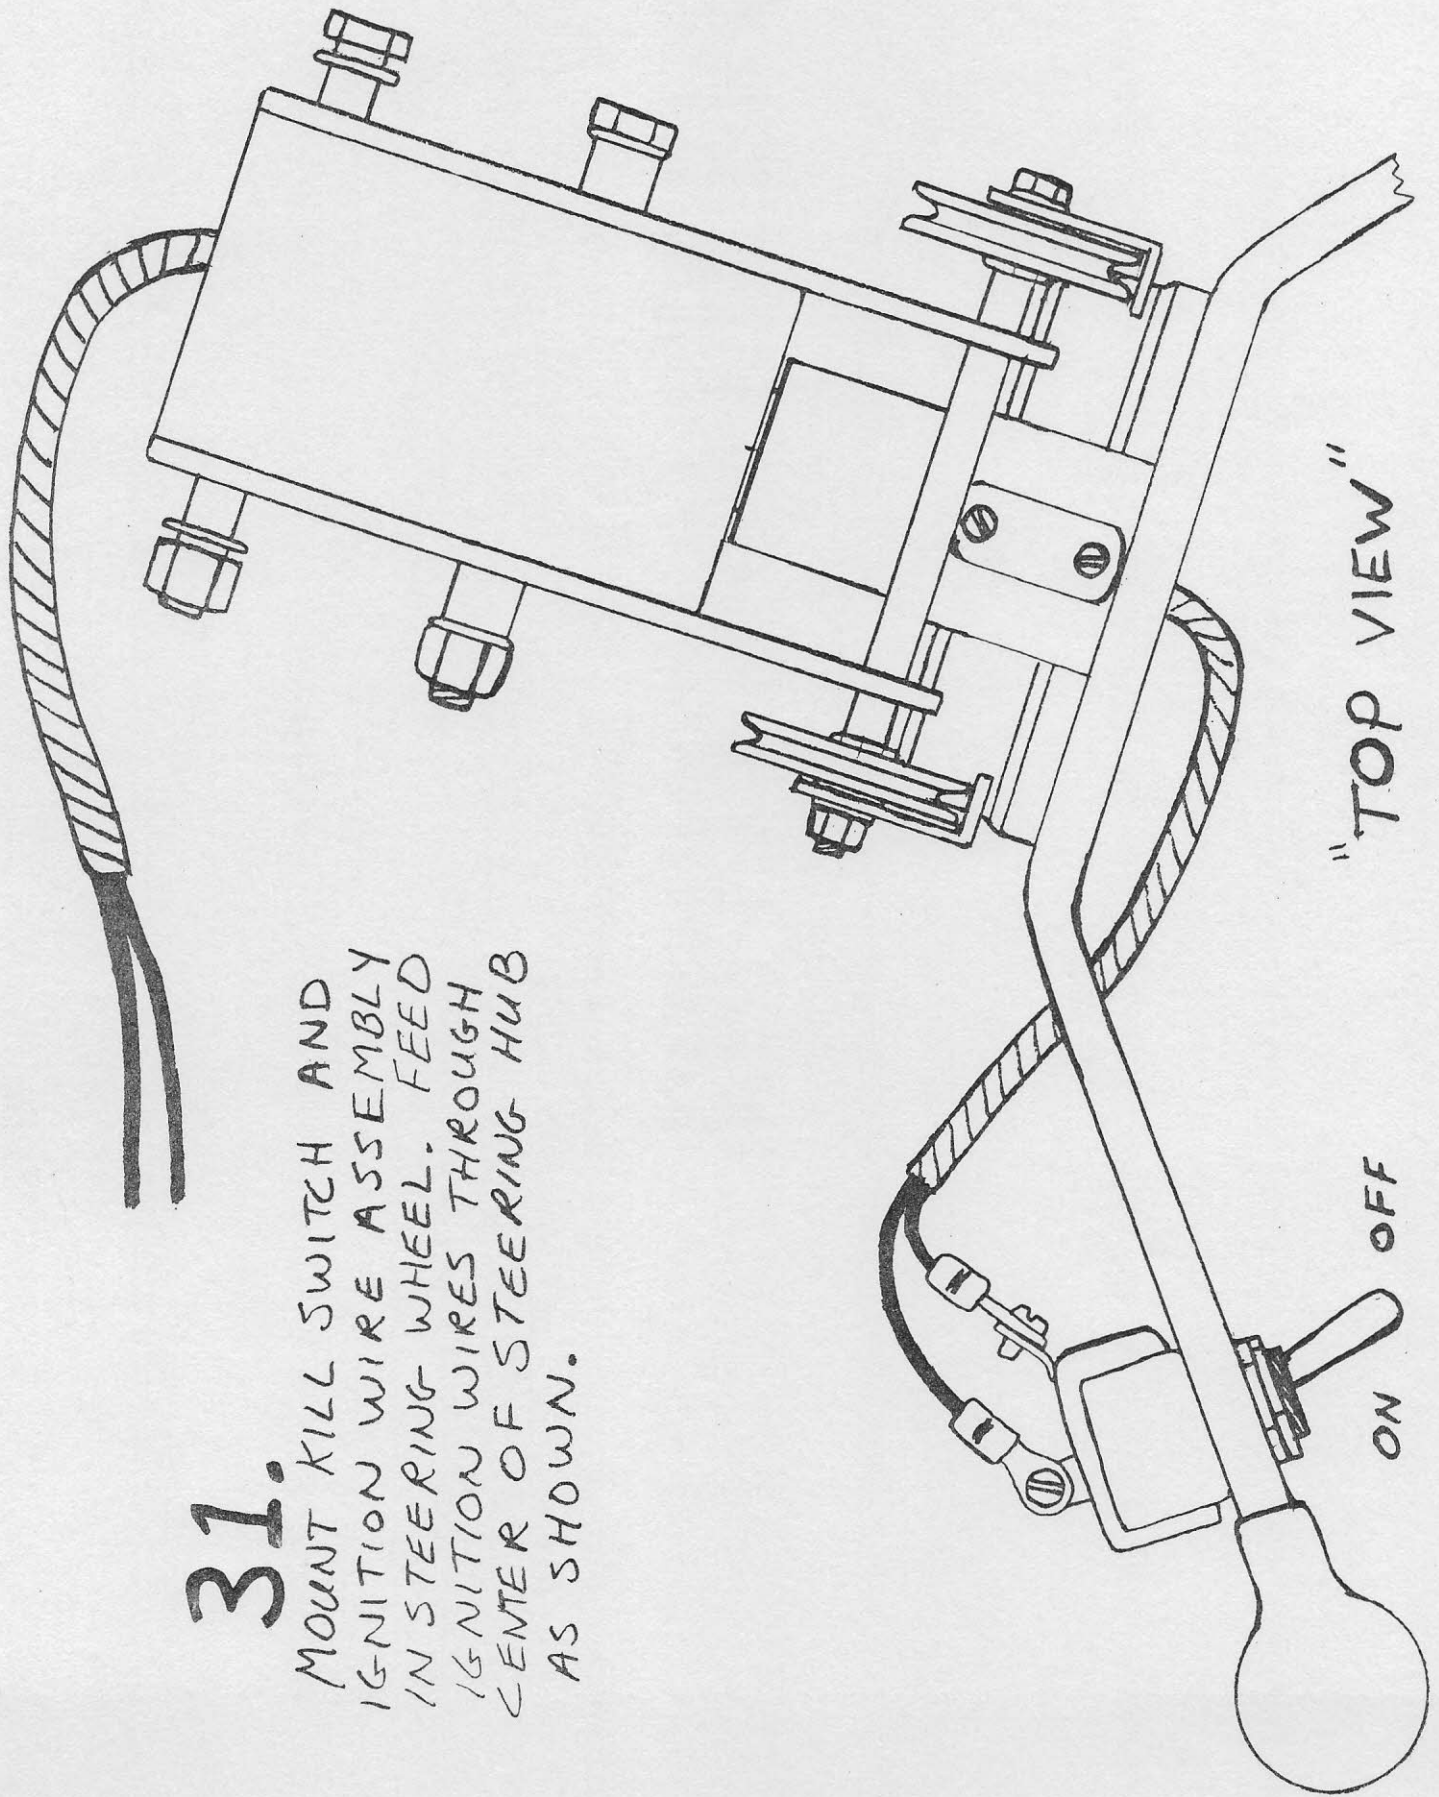 31.
MOUNT KILL SWITCH AND
IGNITION WIRE ASSEMBLY
IN STEERING WHEEL. FEED
IGNITION WIRES THROUGH
CENTER OF STEERING HUB
AS SHOWN.
ON OFF
"TOP VIEW"